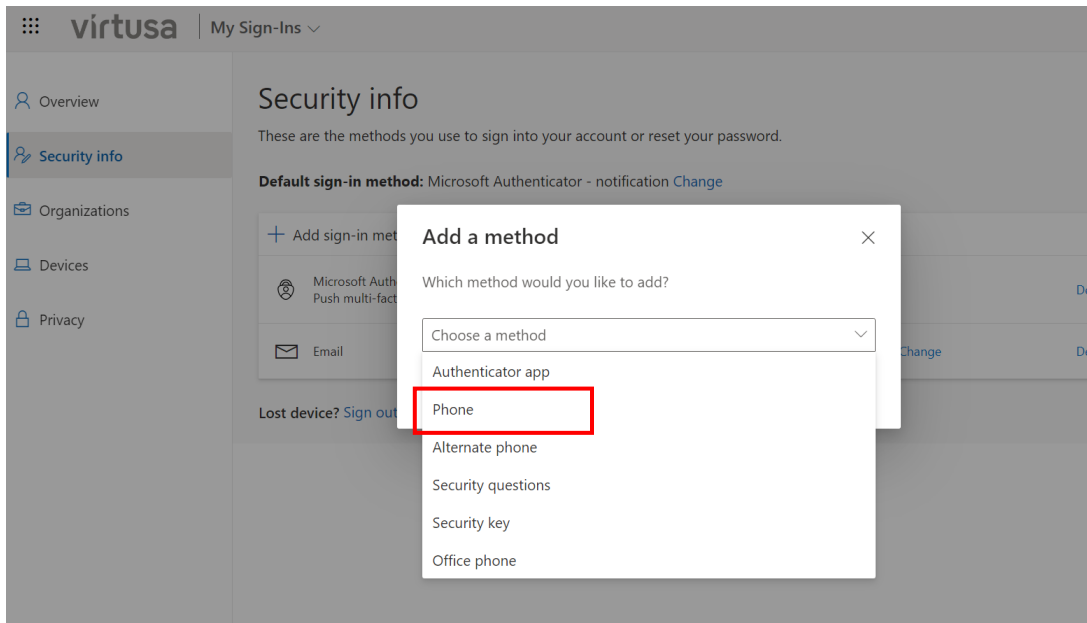 virtusa My Sign-Ins
Overview
Security info
Organizations
Devices
Privacy
Security info
These are the methods you use to sign into your account or reset your password.
Default sign-in method: Microsoft Authenticator - notification Change
Add sign-in met
Microsoft Auth
Push multi-fact
De
Email
Change
De
Lost device? Sign out
Add a method
Which method would you like to add?
Choose a method
Authenticator app
Phone
Alternate phone
Security questions
Security key
Office phone